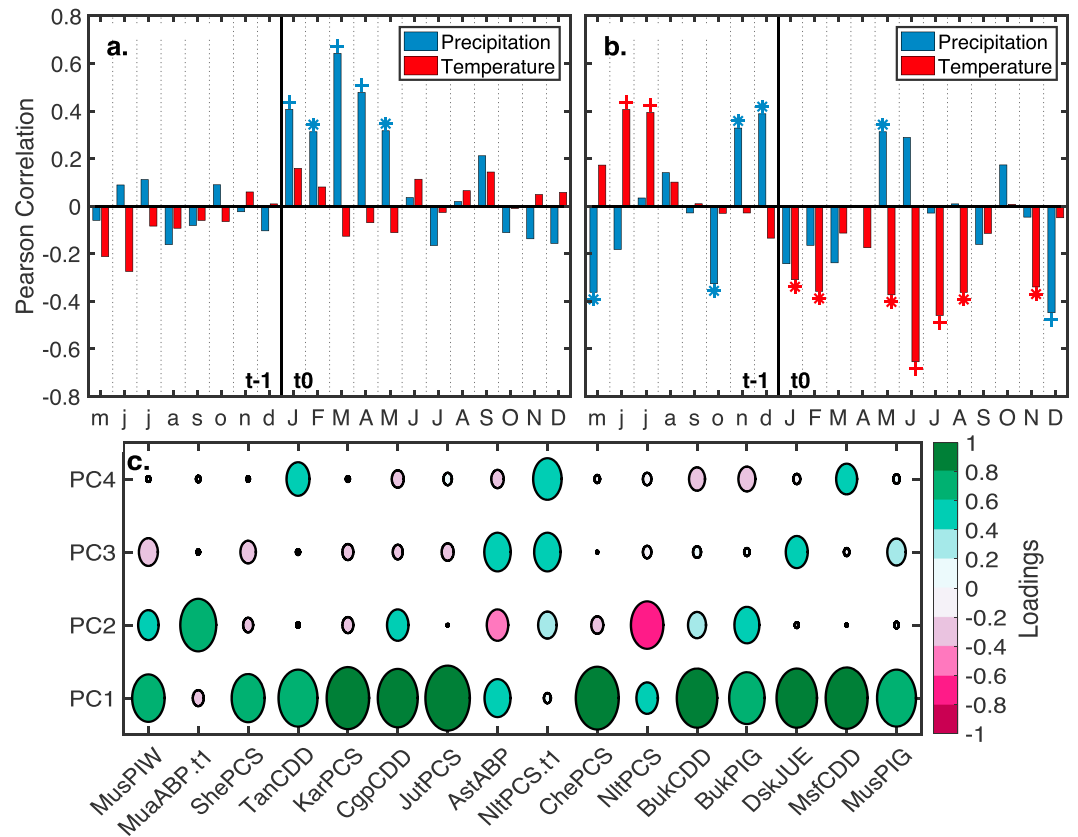 a.
Precipitation
Temperature
b.
Precipitation
Temperature
Pearson Correlation
0.8
0.6
0.4
0.2
0
-0.2
-0.4
-0.6
-0.8
t-1 t0
t-1 t0
m j j a s o n d J F M A M J J A S O N D
m j j a s o n d J F M A M J J A S O N D
c.
PC4
PC3
PC2
PC1
MusPIW
MuaABP.t1
ShePCS
TanCDD
KarPCS
CgpCDD
JutPCS
AstABP
NltPCS.t1
ChePCS
NltPCS
BukCDD
BukPIG
DskJUE
MsfCDD
MusPIG
1
0.8
0.6
0.4
0.2
0
-0.2
-0.4
-0.6
-0.8
-1
Loadings